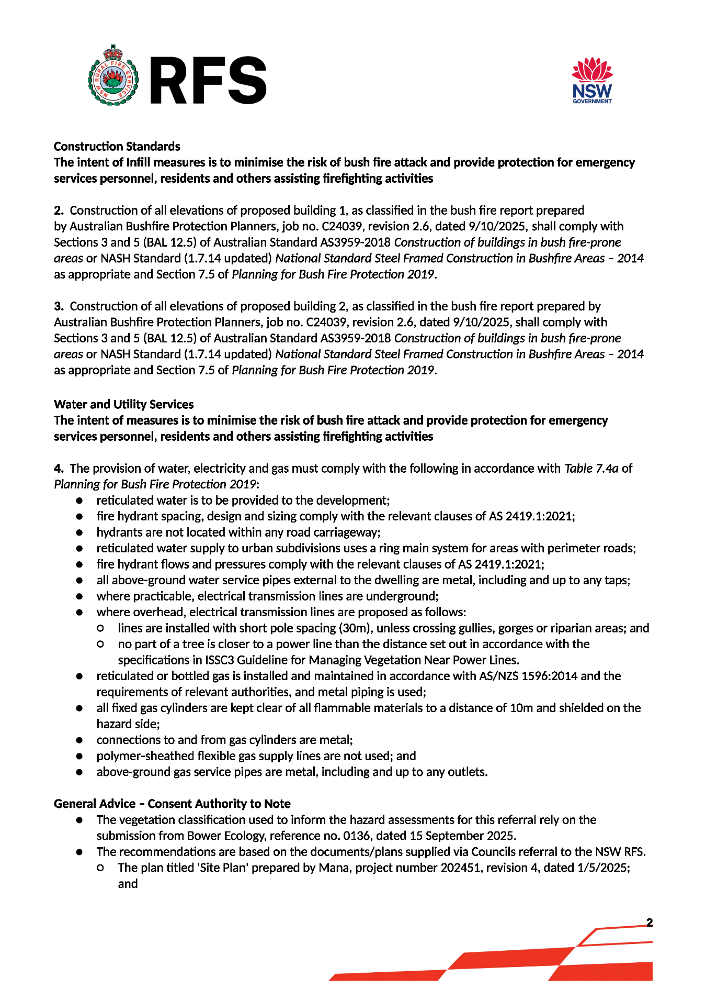 NSW RURAL FIRE SERVICE
RFS
NSW
GOVERNMENT
Construction Standards
The intent of Infill measures is to minimise the risk of bush fire attack and provide protection for emergency
services personnel, residents and others assisting firefighting activities
2. Construction of all elevations of proposed building 1, as classified in the bush fire report prepared
by Australian Bushfire Protection Planners, job no. C24039, revision 2.6, dated 9/10/2025, shall comply with
Sections 3 and 5 (BAL 12.5) of Australian Standard AS3959-2018 Construction of buildings in bush fire-prone
areas or NASH Standard (1.7.14 updated) National Standard Steel Framed Construction in Bushfire Areas – 2014
as appropriate and Section 7.5 of Planning for Bush Fire Protection 2019.
3. Construction of all elevations of proposed building 2, as classified in the bush fire report prepared by
Australian Bushfire Protection Planners, job no. C24039, revision 2.6, dated 9/10/2025, shall comply with
Sections 3 and 5 (BAL 12.5) of Australian Standard AS3959-2018 Construction of buildings in bush fire-prone
areas or NASH Standard (1.7.14 updated) National Standard Steel Framed Construction in Bushfire Areas – 2014
as appropriate and Section 7.5 of Planning for Bush Fire Protection 2019.
Water and Utility Services
The intent of measures is to minimise the risk of bush fire attack and provide protection for emergency
services personnel, residents and others assisting firefighting activities
4. The provision of water, electricity and gas must comply with the following in accordance with Table 7.4a of
Planning for Bush Fire Protection 2019:
● reticulated water is to be provided to the development;
● fire hydrant spacing, design and sizing comply with the relevant clauses of AS 2419.1:2021;
● hydrants are not located within any road carriageway;
● reticulated water supply to urban subdivisions uses a ring main system for areas with perimeter roads;
● fire hydrant flows and pressures comply with the relevant clauses of AS 2419.1:2021;
● all above-ground water service pipes external to the dwelling are metal, including and up to any taps;
● where practicable, electrical transmission lines are underground;
● where overhead, electrical transmission lines are proposed as follows:
○ lines are installed with short pole spacing (30m), unless crossing gullies, gorges or riparian areas; and
○ no part of a tree is closer to a power line than the distance set out in accordance with the
specifications in ISSC3 Guideline for Managing Vegetation Near Power Lines.
● reticulated or bottled gas is installed and maintained in accordance with AS/NZS 1596:2014 and the
requirements of relevant authorities, and metal piping is used;
● all fixed gas cylinders are kept clear of all flammable materials to a distance of 10m and shielded on the
hazard side;
● connections to and from gas cylinders are metal;
● polymer-sheathed flexible gas supply lines are not used; and
● above-ground gas service pipes are metal, including and up to any outlets.
General Advice – Consent Authority to Note
● The vegetation classification used to inform the hazard assessments for this referral rely on the
submission from Bower Ecology, reference no. 0136, dated 15 September 2025.
● The recommendations are based on the documents/plans supplied via Councils referral to the NSW RFS.
○ The plan titled 'Site Plan' prepared by Mana, project number 202451, revision 4, dated 1/5/2025;
and
2